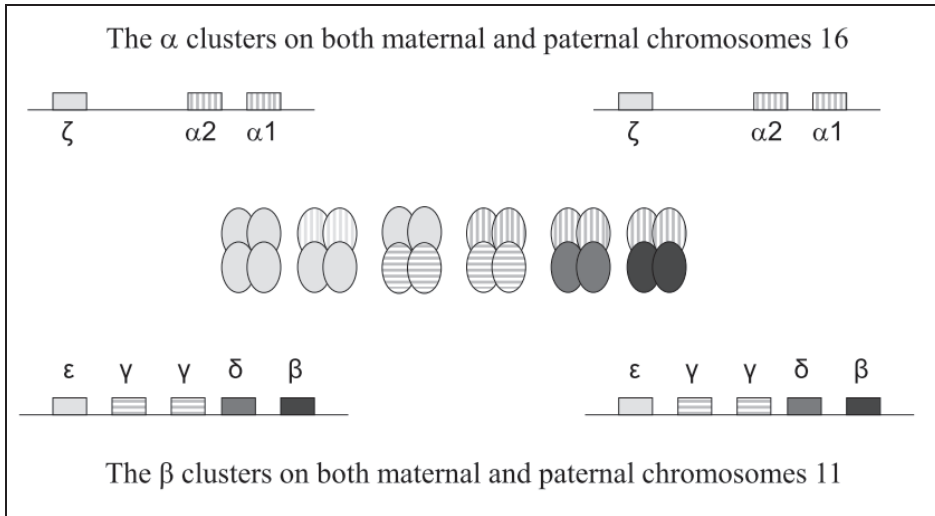 The α clusters on both maternal and paternal chromosomes 16
ζ α2 α1 ζ α2 α1
ε γ γ δ β ε γ γ δ β
The β clusters on both maternal and paternal chromosomes 11